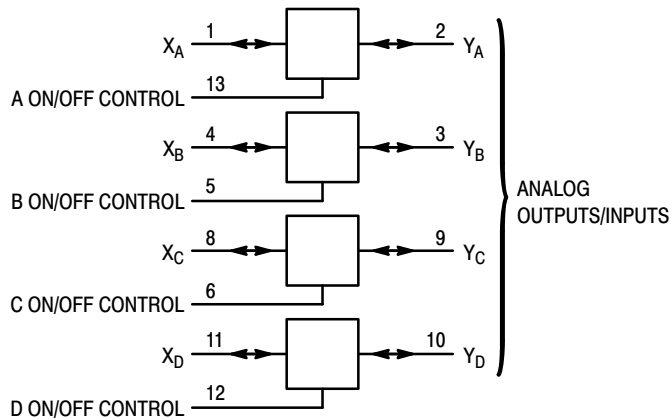 X_A 1 2 Y_A
A ON/OFF CONTROL 13
X_B 4 3 Y_B
B ON/OFF CONTROL 5
X_C 8 9 Y_C
C ON/OFF CONTROL 6
X_D 11 10 Y_D
D ON/OFF CONTROL 12
ANALOG
OUTPUTS/INPUTS